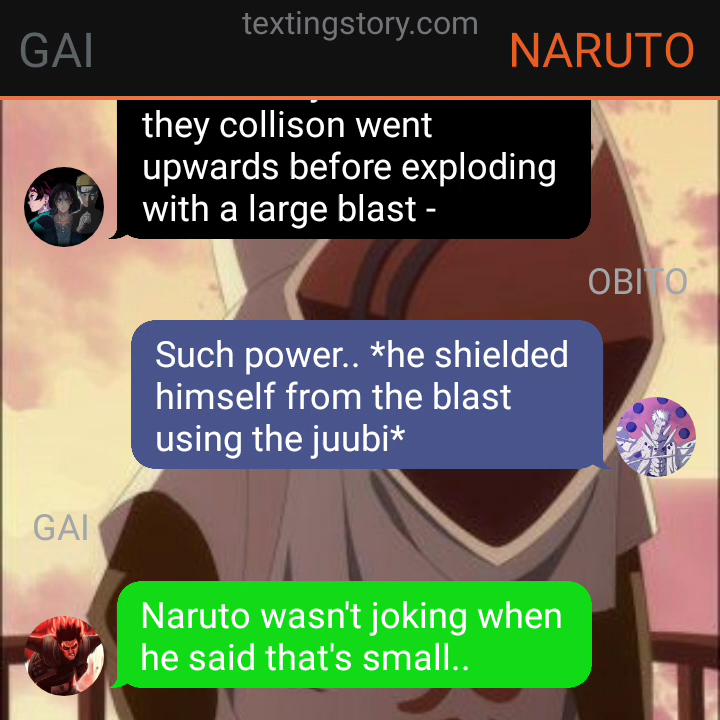 textingstory.com
GAI
NARUTO
they collison went
upwards before exploding
with a large blast -
OBITO
Such power.. *he shielded
himself from the blast
using the juubi*
GAI
Naruto wasn't joking when
he said that's small..